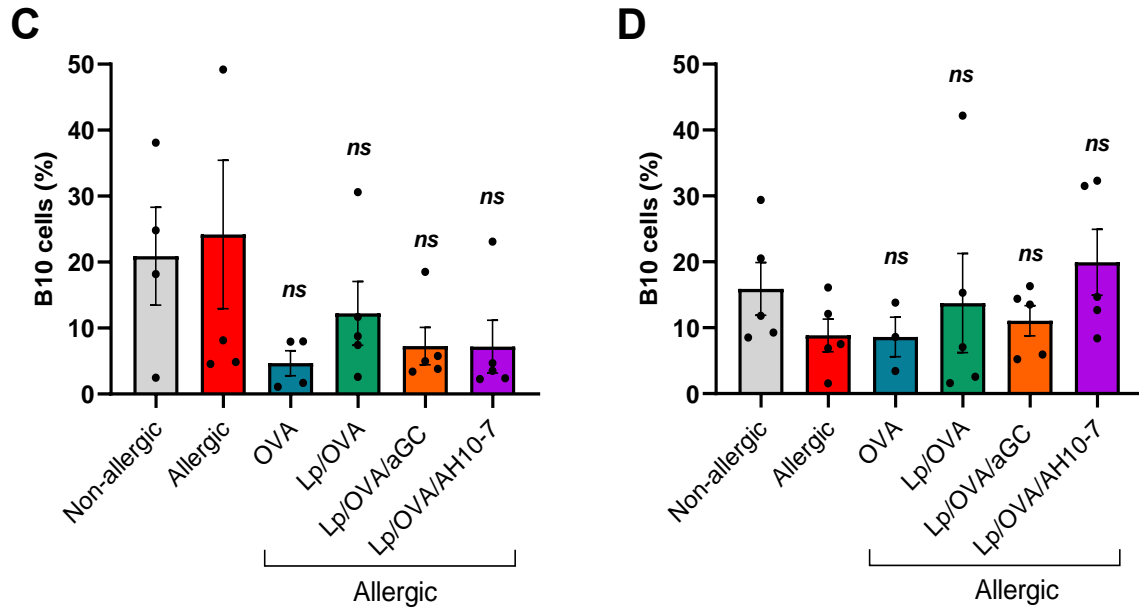 C
B10 cells (%)
50
40
30
20
10
0
ns
ns
ns
ns
Non-allergic
Allergic
OVA
Lp/OVA
Lp/OVA/aGC
Lp/OVA/AH10-7
Allergic
D
B10 cells (%)
50
40
30
20
10
0
ns
ns
ns
ns
Non-allergic
Allergic
OVA
Lp/OVA
Lp/OVA/aGC
Lp/OVA/AH10-7
Allergic